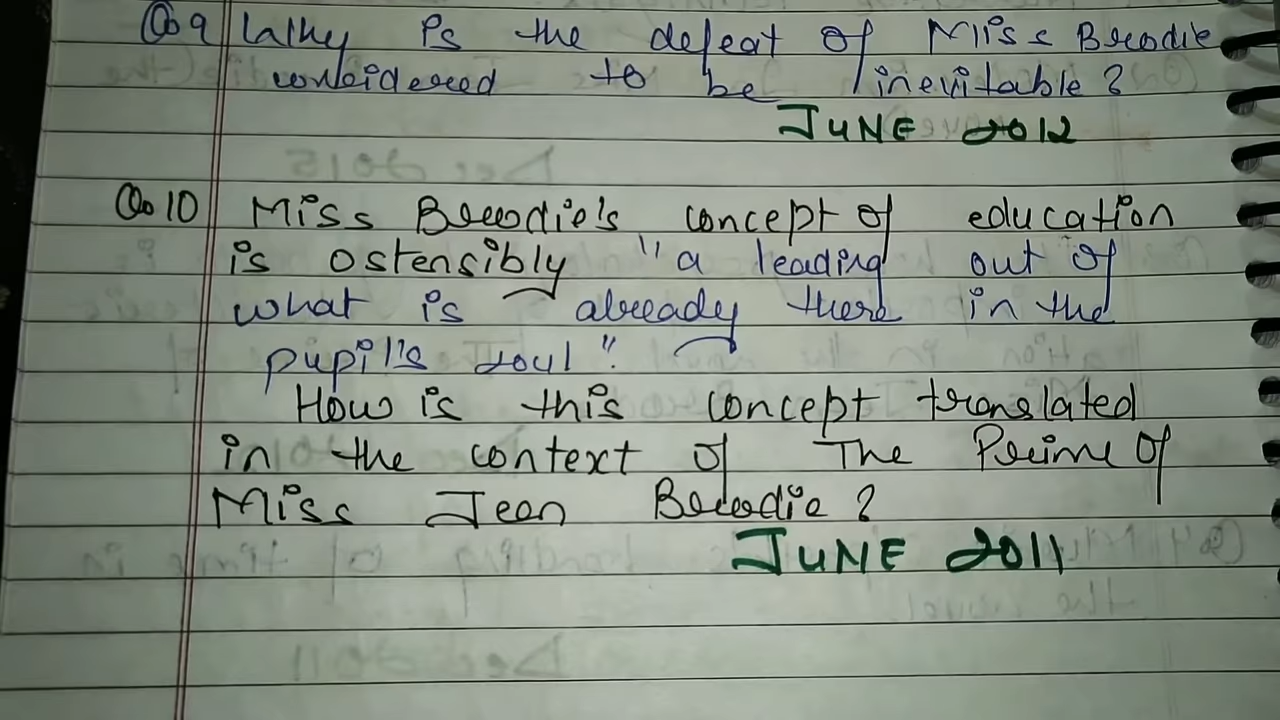 Q.9 Why is the defeat of Miss Brodie
considered to be inevitable?
JUNE 2012
Q.10 Miss Brodie's concept of education
is ostensibly "a leading out of
what is already there in the
pupil's soul".
How is this concept translated
in the context of The Prime of
Miss Jean Brodie?
JUNE 2011